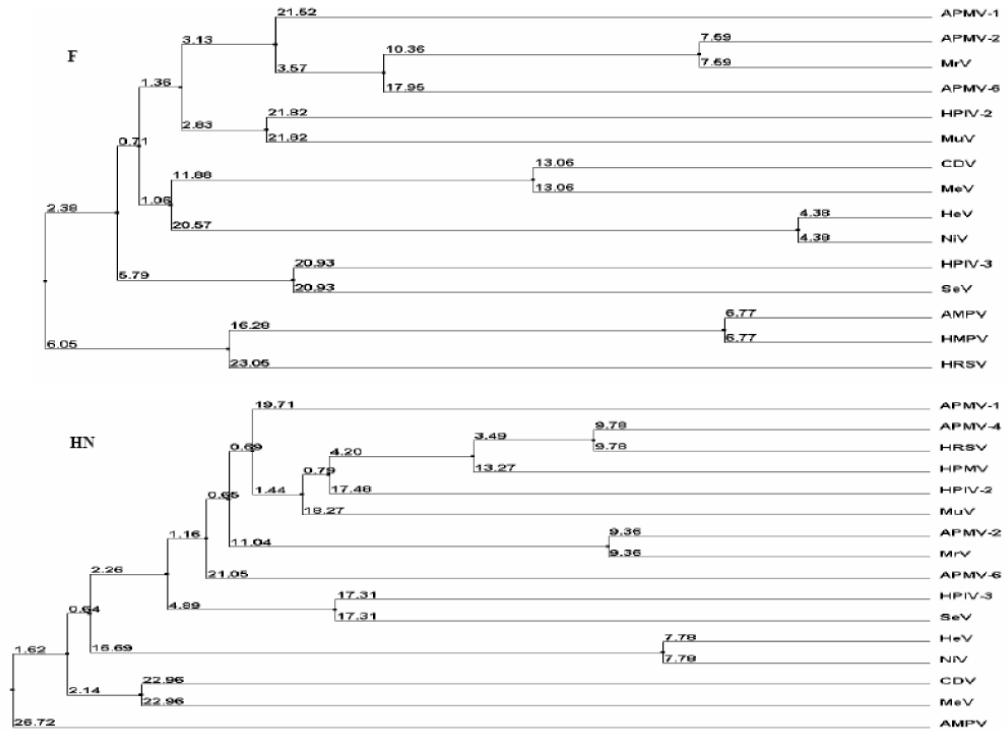 21.52 APMV-1
3.13 7.59 APMV-2
F 10.36
3.57 7.59 MrV
1.36 17.95 APMV-6
21.82 HPIV-2
2.83
0.71 21.82 MuV
13.06 CDV
11.88
13.06 MeV
1.06
2.38 4.38 HeV
20.57
4.38 NiV
20.93 HPIV-3
5.79
20.93 SeV
6.77 AMPV
16.28
6.05 6.77 HMPV
23.05 HRSV
19.71 APMV-1
9.78 APMV-4
HN 3.49
0.69 4.20 9.78 HRSV
0.79 13.27 HPMV
0.65 1.44 17.48 HPIV-2
18.27 MuV
1.16 9.36 APMV-2
11.04
9.36 MrV
2.26 21.05 APMV-6
17.31 HPIV-3
0.64 4.89
17.31 SeV
7.78 HeV
1.62 15.69
7.78 NiV
22.96 CDV
2.14
22.96 MeV
26.72 AMPV